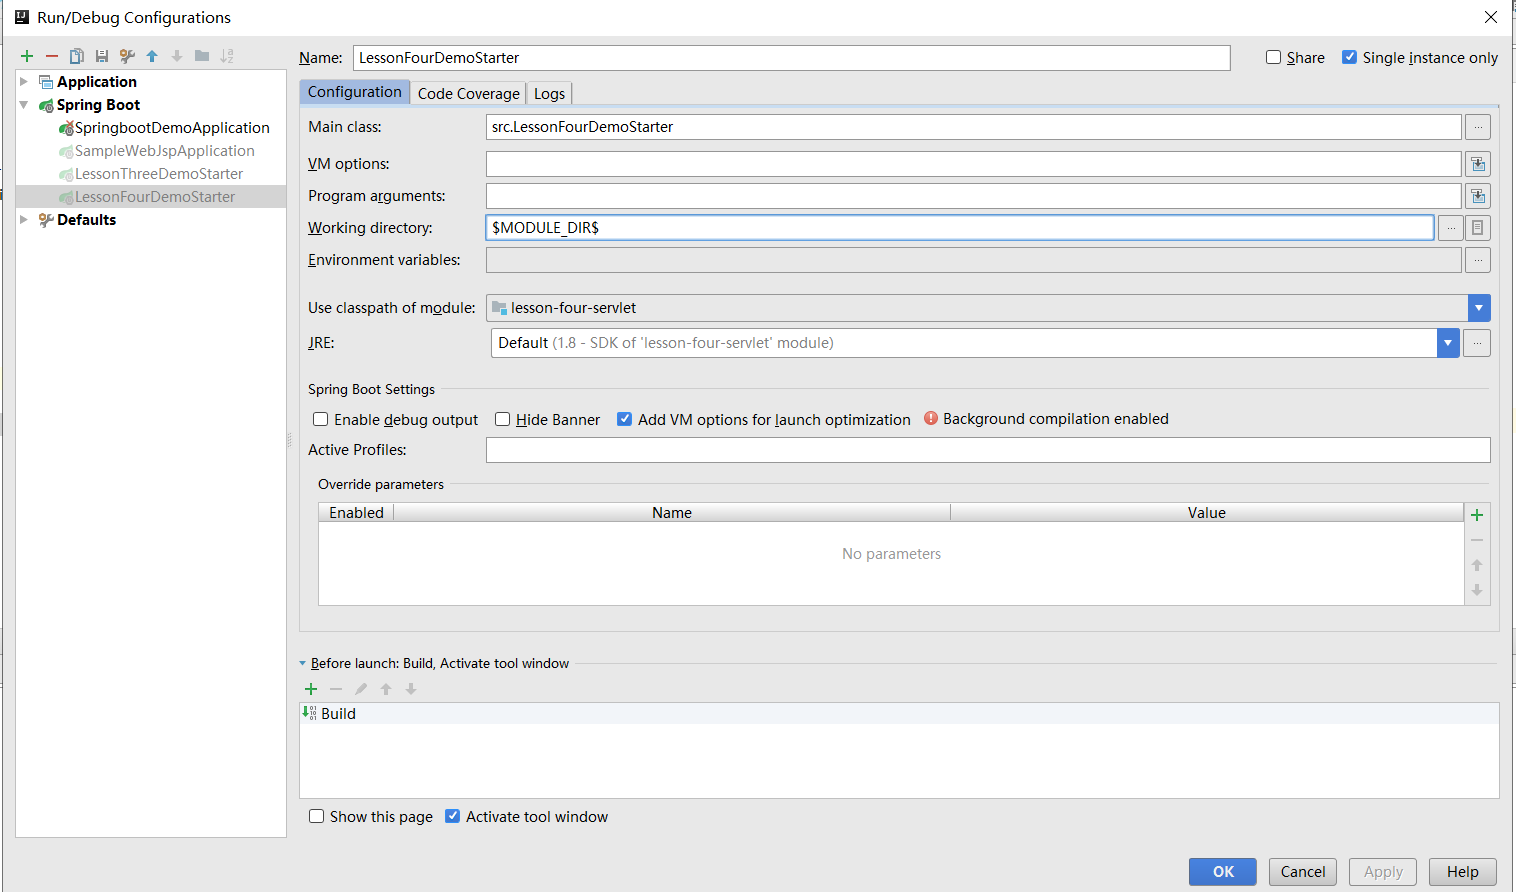 Run/Debug Configurations
Name: LessonFourDemoStarter Share Single instance only
Application
Spring Boot
SpringbootDemoApplication
SampleWebJspApplication
LessonThreeDemoStarter
LessonFourDemoStarter
Defaults
Configuration Code Coverage Logs
Main class: src.LessonFourDemoStarter ...
VM options:
Program arguments:
Working directory: $MODULE_DIR$ ...
Environment variables: ...
Use classpath of module: lesson-four-servlet
JRE: Default (1.8 - SDK of 'lesson-four-servlet' module) ...
Spring Boot Settings
Enable debug output Hide Banner Add VM options for launch optimization Background compilation enabled
Active Profiles:
Override parameters
Enabled Name Value
No parameters
Before launch: Build, Activate tool window
Build
Show this page Activate tool window
OK Cancel Apply Help